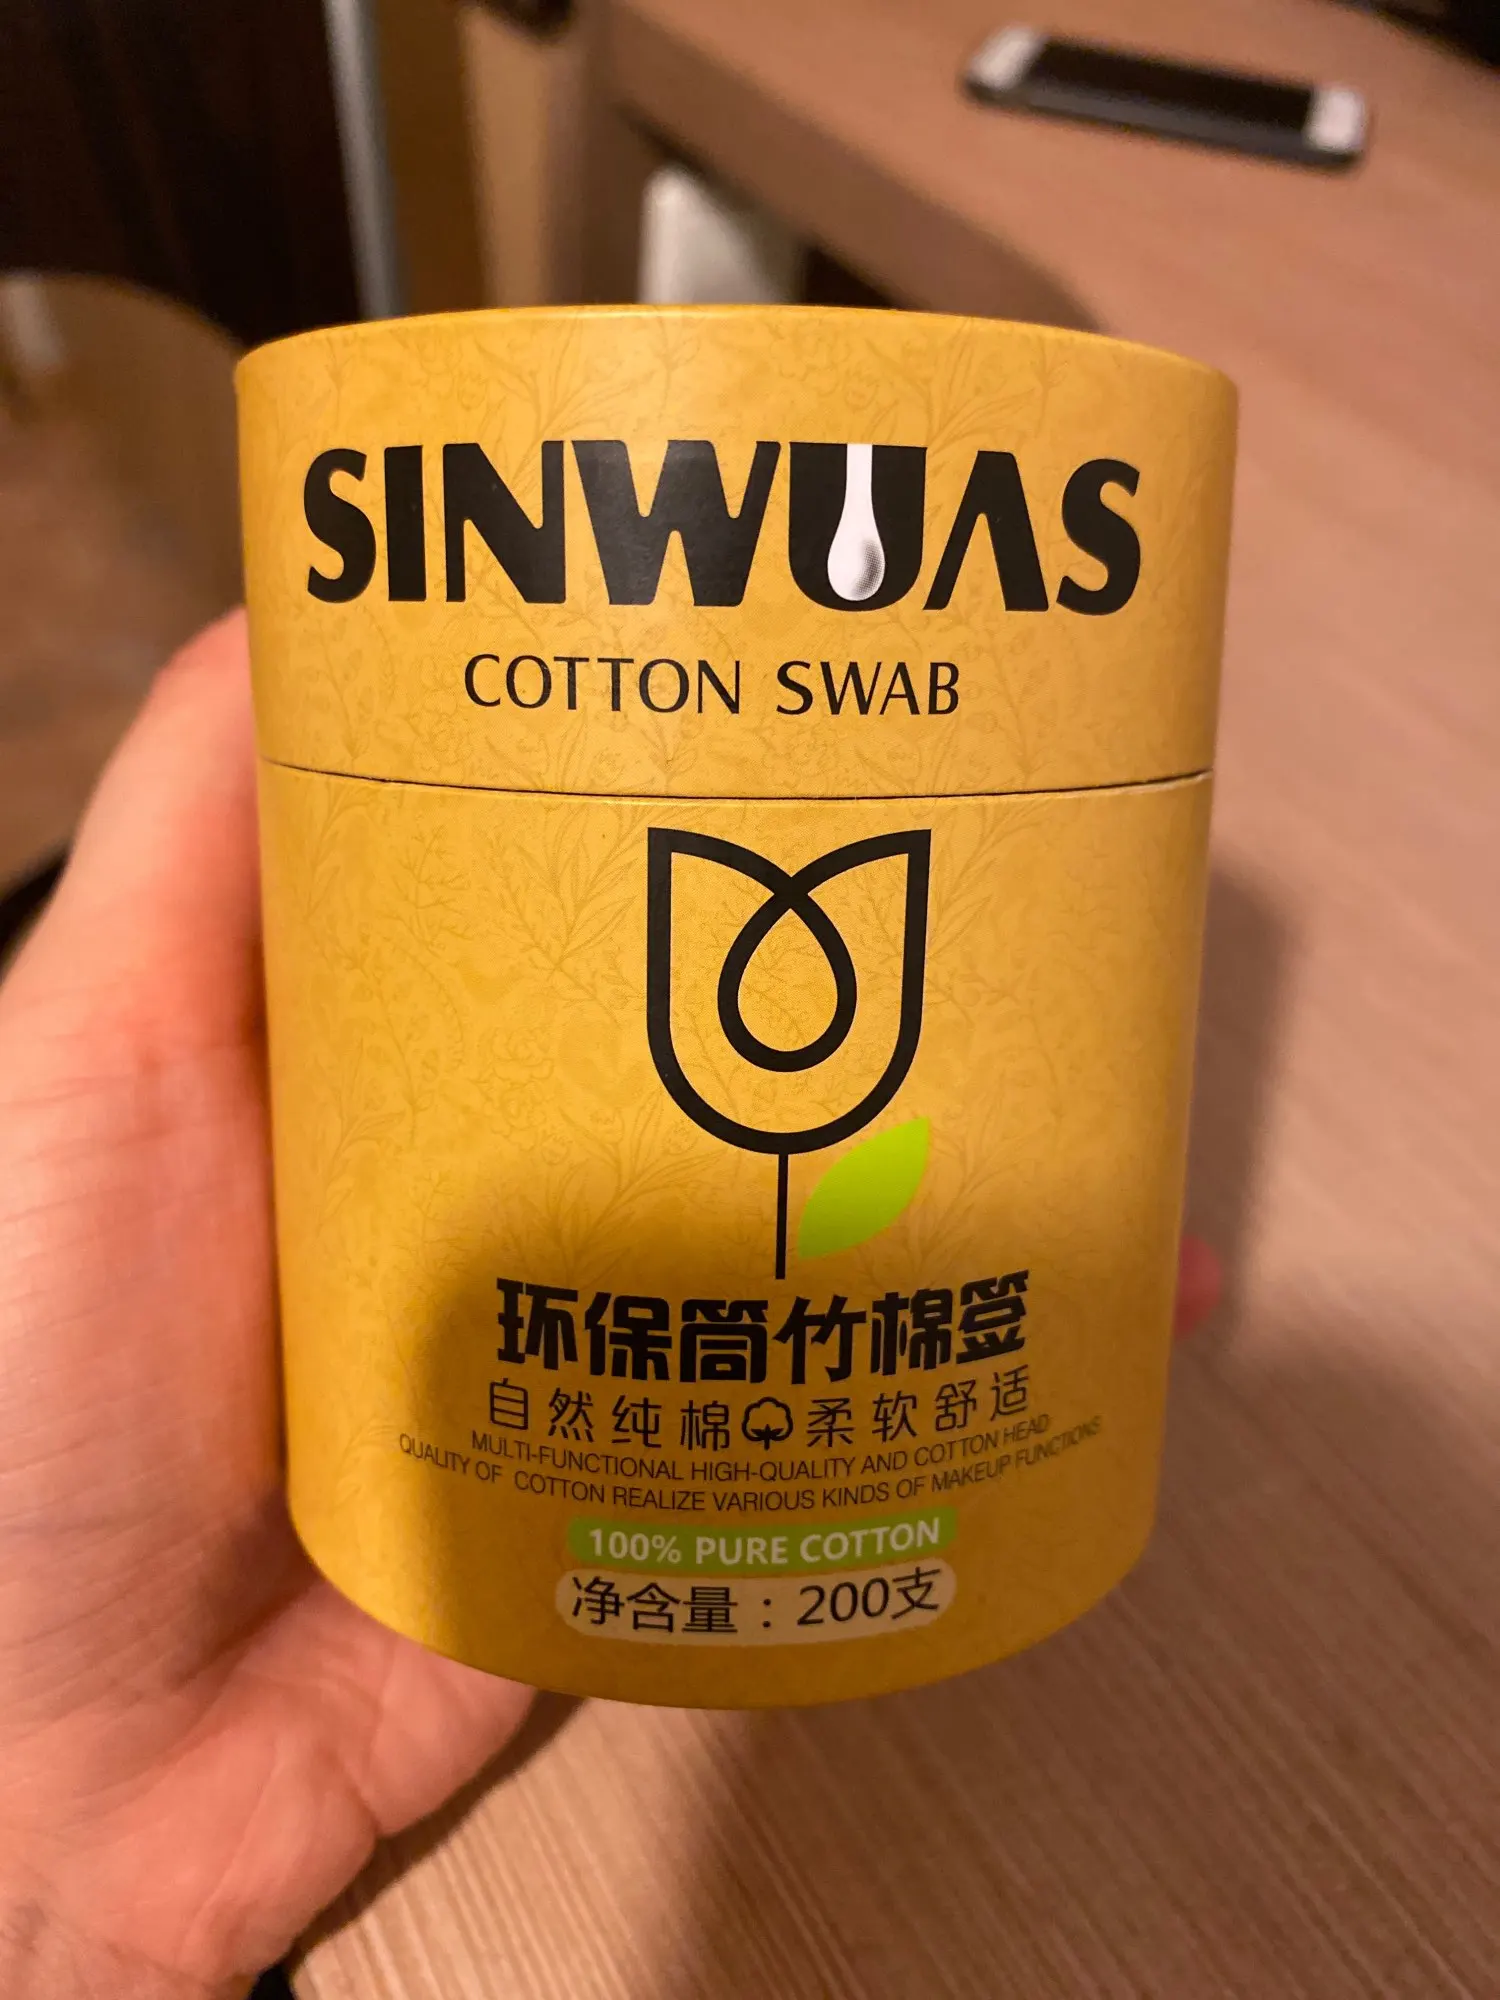 SINWUAS
COTTON SWAB
环保筒竹棉签
自然纯棉柔软舒适
MULTI-FUNCTIONAL HIGH-QUALITY AND COTTON HEAD
QUALITY OF COTTON REALIZE VARIOUS KINDS OF MAKEUP FUNCTIONS
100% PURE COTTON
净含量：200支